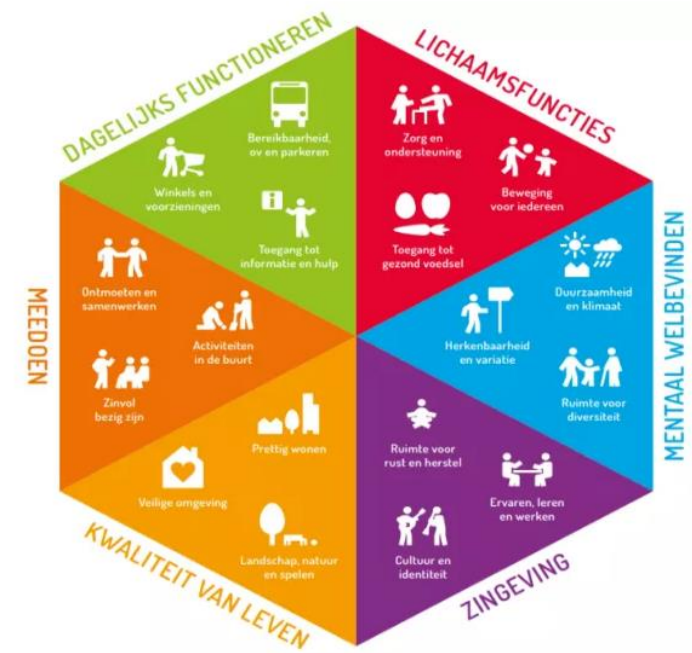 DAGELIJKS FUNCTIONEREN
Bereikbaarheid,
ov en parkeren
Winkels en
voorzieningen
Toegang tot
informatie en hulp
LICHAAMSFUNCTIES
Zorg en
ondersteuning
Beweging
voor iedereen
Toegang tot
gezond voedsel
MENTAAL WELBEVINDEN
Duurzaamheid
en klimaat
Herkenbaarheid
en variatie
Ruimte voor
diversiteit
ZINGEVING
Ruimte voor
rust en herstel
Ervaren, leren
en werken
Cultuur en
identiteit
KWALITEIT VAN LEVEN
Prettig wonen
Veilige omgeving
Landschap, natuur
en spelen
MEEDOEN
Ontmoeten en
samenwerken
Activiteiten
in de buurt
Zinvol
bezig zijn